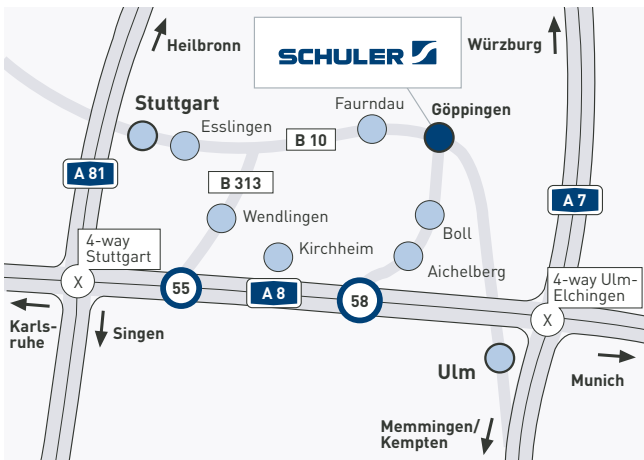 Heilbronn
SCHULER
Würzburg
Stuttgart
Esslingen
Faurndau
Göppingen
B 10
A 81
B 313
A 7
Wendlingen
Boll
4-way
Stuttgart
Kirchheim
Aichelberg
4-way Ulm-
Elchingen
X
55
A 8
58
X
Karls-
ruhe
Singen
Ulm
Munich
Memmingen/
Kempten